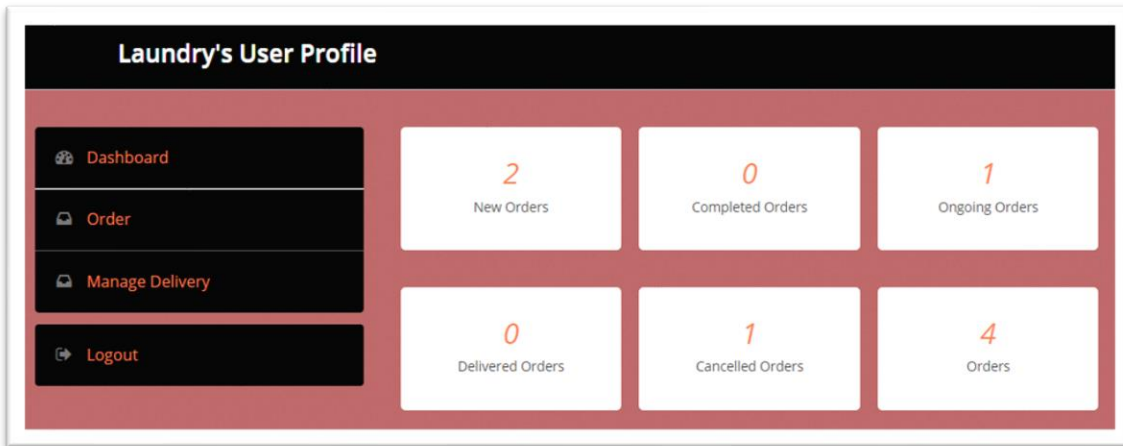 Laundry's User Profile
Dashboard
Order
Manage Delivery
Logout
2
New Orders
0
Completed Orders
1
Ongoing Orders
0
Delivered Orders
1
Cancelled Orders
4
Orders